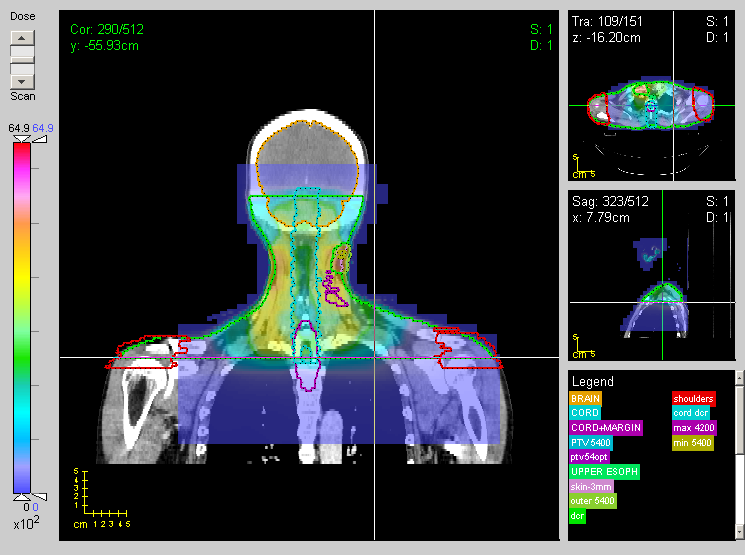 Dose
Scan
64.9 64.9
0 0
x10²
Cor: 290/512
y: -55.93cm
S: 1
D: 1
5
4
3
2
1
cm 1 2 3 4 5
Tra: 109/151
z: -16.20cm
S: 1
D: 1
5
cm 5
Sag: 323/512
x: 7.79cm
S: 1
D: 1
5
cm 5
Legend
BRAIN
CORD
CORD+MARGIN
PTV 5400
ptv54opt
UPPER ESOPH
skin-3mm
outer 5400
dcr
shoulders
cord dcr
max 4200
min 5400